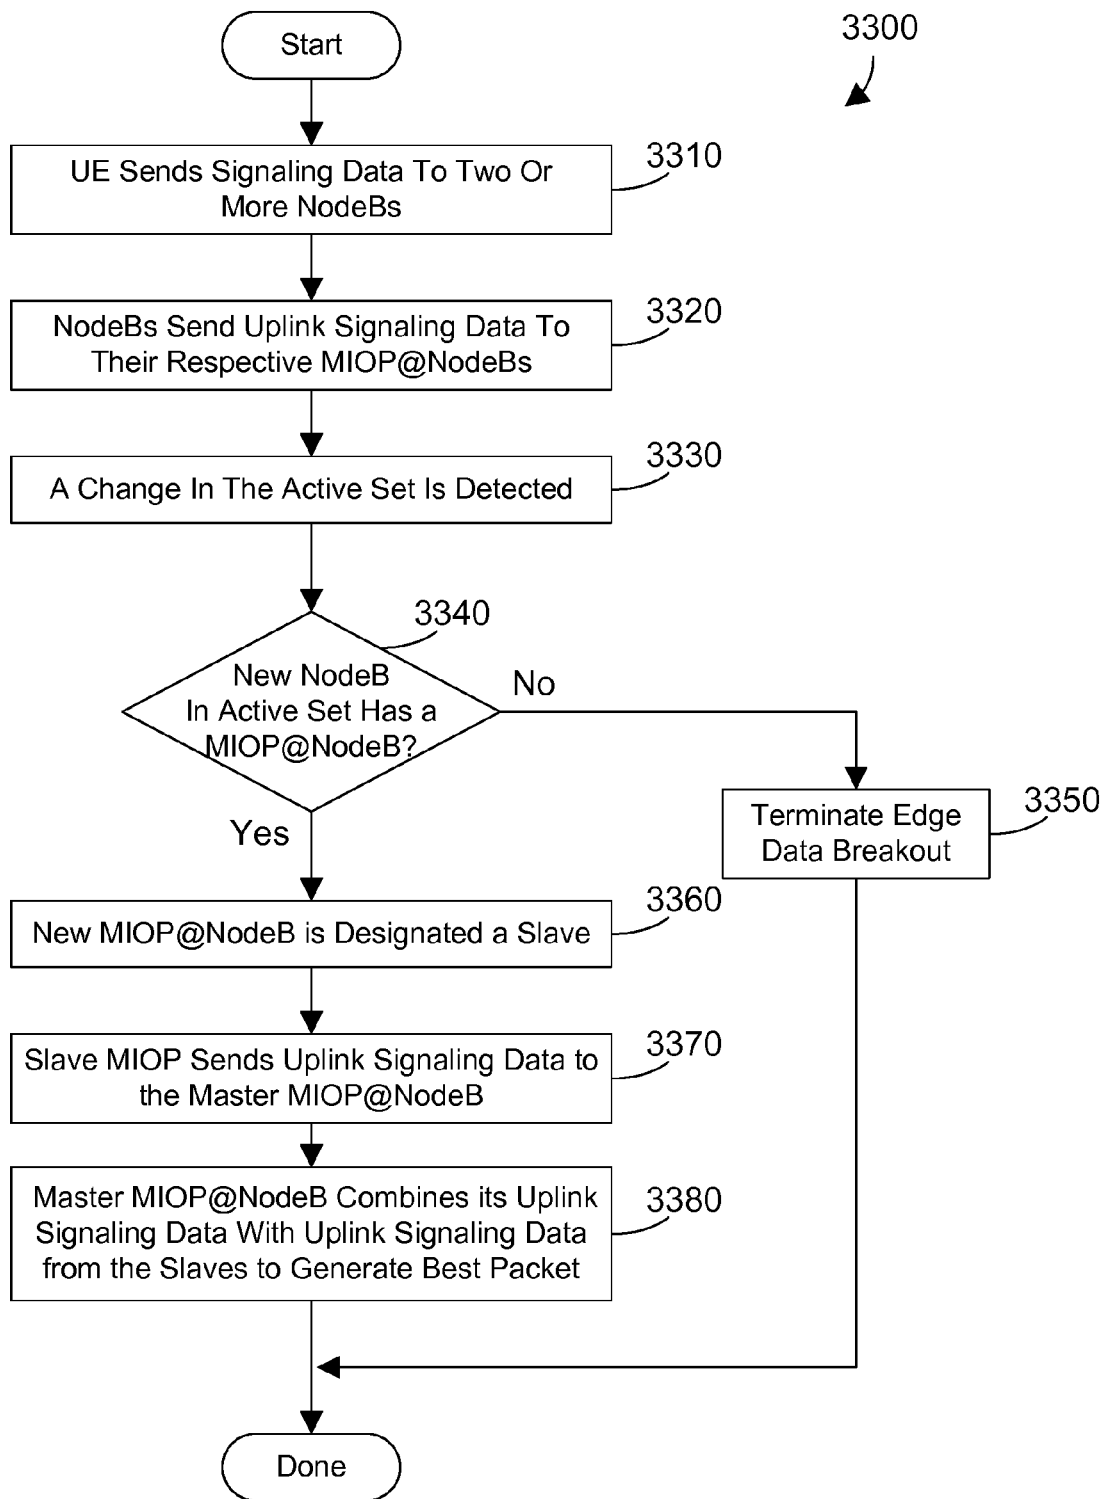 Start
3300
UE Sends Signaling Data To Two Or
More NodeBs
3310
NodeBs Send Uplink Signaling Data To
Their Respective MIOP@NodeBs
3320
A Change In The Active Set Is Detected
3330
New NodeB
In Active Set Has a
MIOP@NodeB?
3340
No
Yes
Terminate Edge
Data Breakout
3350
New MIOP@NodeB is Designated a Slave
3360
Slave MIOP Sends Uplink Signaling Data to
the Master MIOP@NodeB
3370
Master MIOP@NodeB Combines its Uplink
Signaling Data With Uplink Signaling Data
from the Slaves to Generate Best Packet
3380
Done